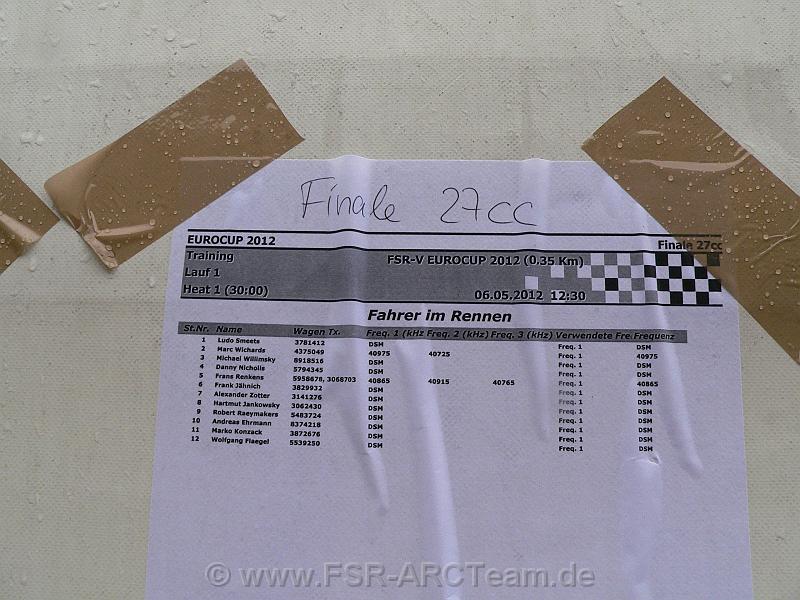 Finale 27cc
EUROCUP 2012 Finale 27cc
Training FSR-V EUROCUP 2012 (0.35 Km)
Lauf 1
Heat 1 (30:00) 06.05.2012 12:30
Fahrer im Rennen
St.Nr. Name Wagen Tx. Freq. 1 (kHz Freq. 2 (kHz) Freq. 3 (kHz) Verwendete Fre Frequenz
1 Ludo Smeets 3781412 DSM Freq. 1 DSM
2 Marc Wichards 4375049 40975 40725 Freq. 1 40975
3 Michael Willimsky 8918516 DSM Freq. 1 DSM
4 Danny Nicholls 5794345 DSM Freq. 1 DSM
5 Frans Renkens 5958678, 3068703 40865 40915 40765 Freq. 1 40865
6 Frank Jähnich 3829932 DSM Freq. 1 DSM
7 Alexander Zotter 3141276 DSM Freq. 1 DSM
8 Hartmut Jankowsky 3062430 DSM Freq. 1 DSM
9 Robert Raeymakers 5483724 DSM Freq. 1 DSM
10 Andreas Ehrmann 8374218 DSM Freq. 1 DSM
11 Marko Konzack 3872676 DSM Freq. 1 DSM
12 Wolfgang Flaegel 5539250 DSM Freq. 1 DSM
© www.FSR-ARCTeam.de